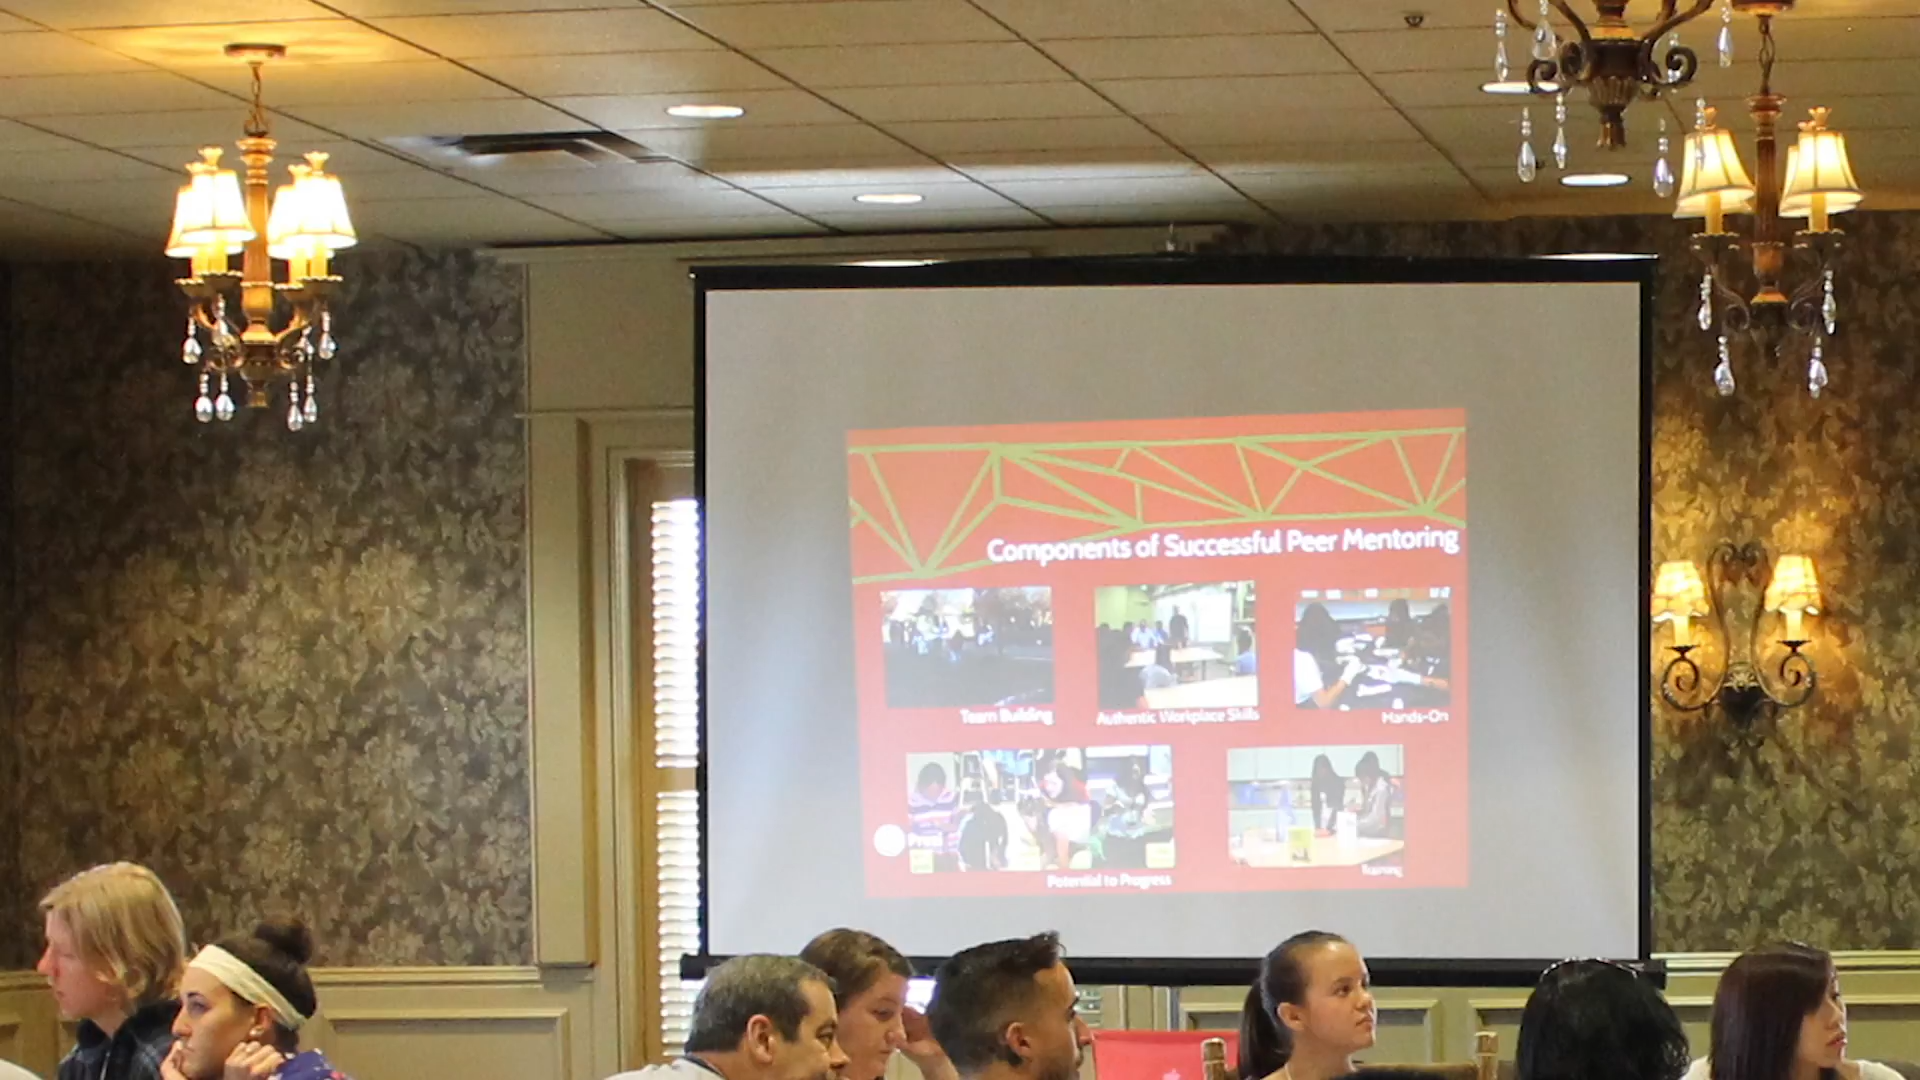 Components of Successful Peer Mentoring
Team Building
Authentic Workplace Skills
Hands-On
Potential to Progress
Training